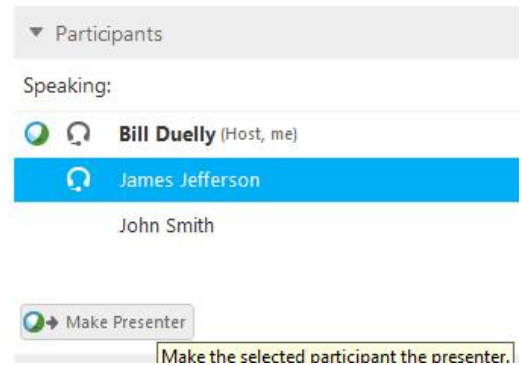 Participants
Speaking:
Bill Duelly (Host, me)
James Jefferson
John Smith
Make Presenter
Make the selected participant the presenter.